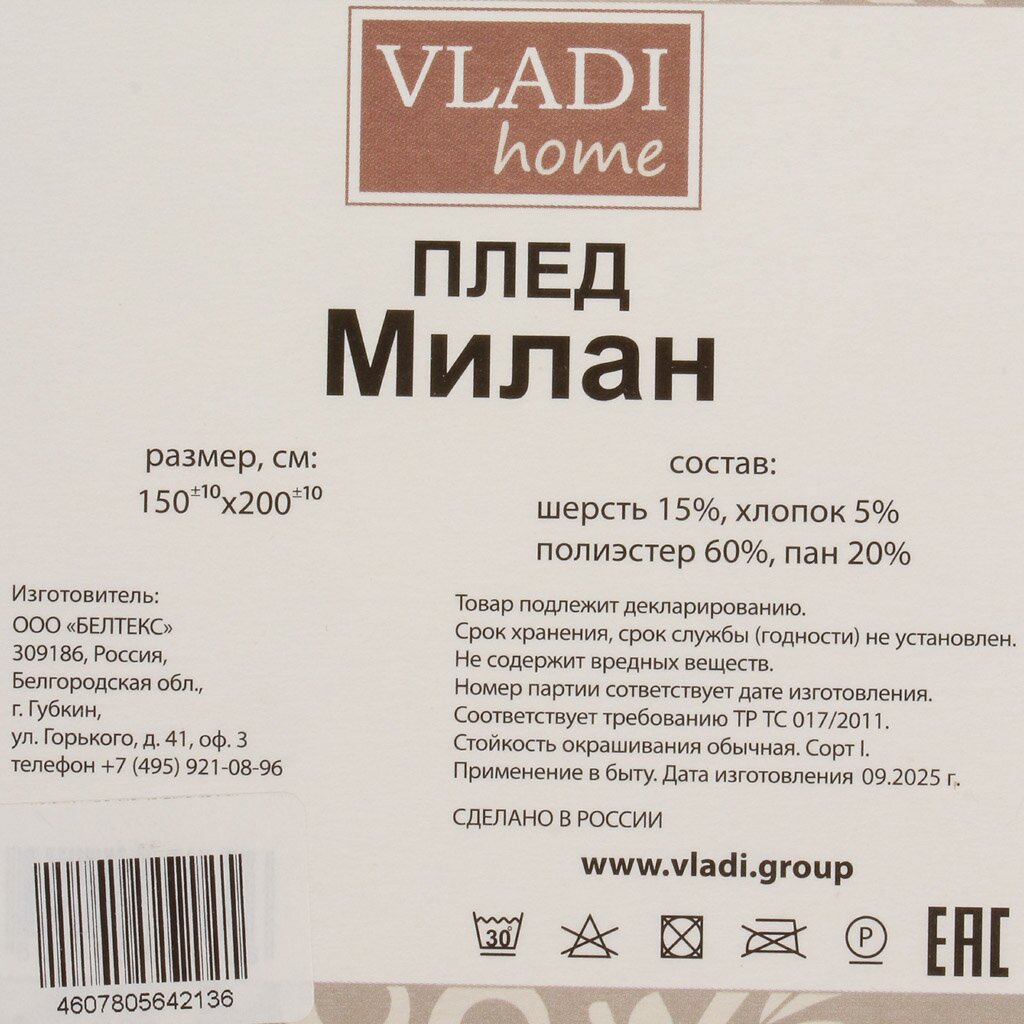 VLADI
home
ПЛЕД
Милан
размер, см:
150±10х200±10
состав:
шерсть 15%, хлопок 5%
полиэстер 60%, пан 20%
Изготовитель:
ООО «БЕЛТЕКС»
309186, Россия,
Белгородская обл.,
г. Губкин,
ул. Горького, д. 41, оф. 3
телефон +7 (495) 921-08-96
Товар подлежит декларированию.
Срок хранения, срок службы (годности) не установлен.
Не содержит вредных веществ.
Номер партии сответствует дате изготовления.
Соответствует требованию ТР ТС 017/2011.
Стойкость окрашивания обычная. Сорт I.
Применение в быту. Дата изготовления 09.2025 г.
СДЕЛАНО В РОССИИ
www.vladi.group
30°
P
EAC
4607805642136